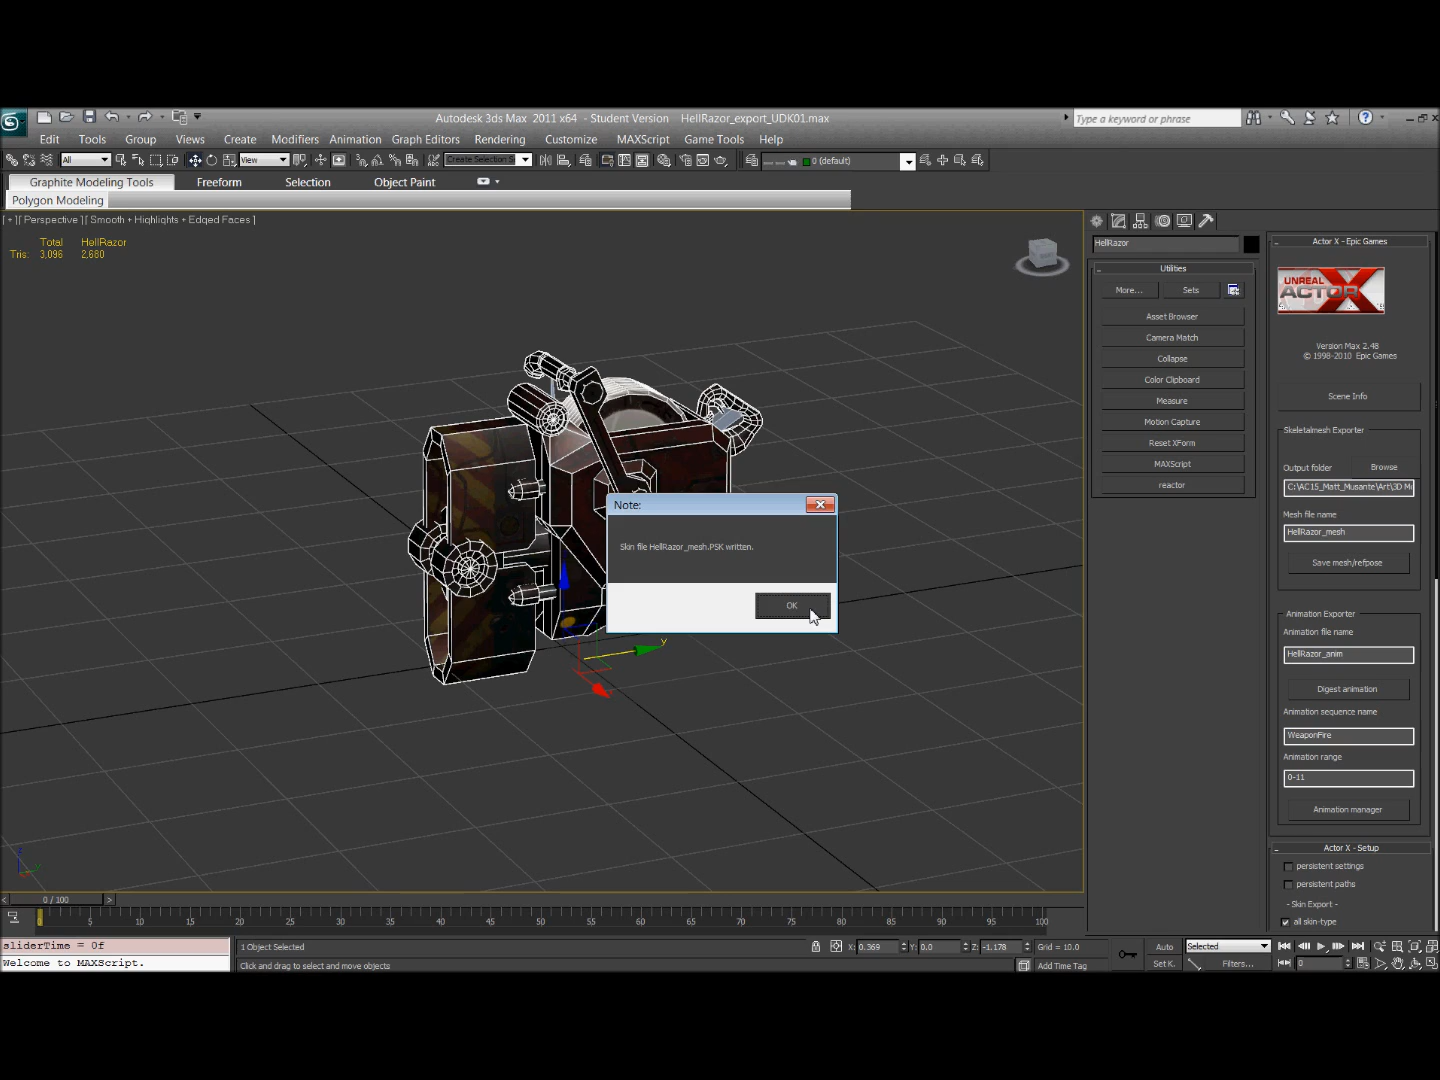 Autodesk 3ds Max 2011 x64 - Student Version HellRazor_export_UDK01.max
Type a keyword or phrase
Edit Tools Group Views Create Modifiers Animation Graph Editors Rendering Customize MAXScript Game Tools Help
All View Create Selection S 0 (default)
Graphite Modeling Tools Freeform Selection Object Paint
Polygon Modeling
[ + ][ Perspective ][ Smooth + Highlights + Edged Faces ]
Total HellRazor
Tris: 3,096 2,680
HellRazor
Utilities
More... Sets
Asset Browser
Camera Match
Collapse
Color Clipboard
Measure
Motion Capture
Reset XForm
MAXScript
reactor
Actor X - Epic Games
UNREAL
ACTOR X
Version Max 2.48
© 1998-2010 Epic Games
Scene Info
Skeletalmesh Exporter
Output folder Browse
C:\AC15_Matt_Musante\Art\3D M
Mesh file name
HellRazor_mesh
Save mesh/refpose
Animation Exporter
Animation file name
HellRazor_anim
Digest animation
Animation sequence name
WeaponFire
Animation range
0-11
Animation manager
Actor X - Setup
persistent settings
persistent paths
- Skin Export -
all skin-type
Note:
Skin file HellRazor_mesh.PSK written.
OK
y
< 0 / 100 >
0 5 10 15 20 25 30 35 40 45 50 55 60 65 70 75 80 85 90 95 100
sliderTime = 0f
Welcome to MAXScript.
1 Object Selected X: 0.369 Y: 0.0 Z: -1.178 Grid = 10.0 Auto Selected
Click and drag to select and move objects Add Time Tag Set K. Filters... 0